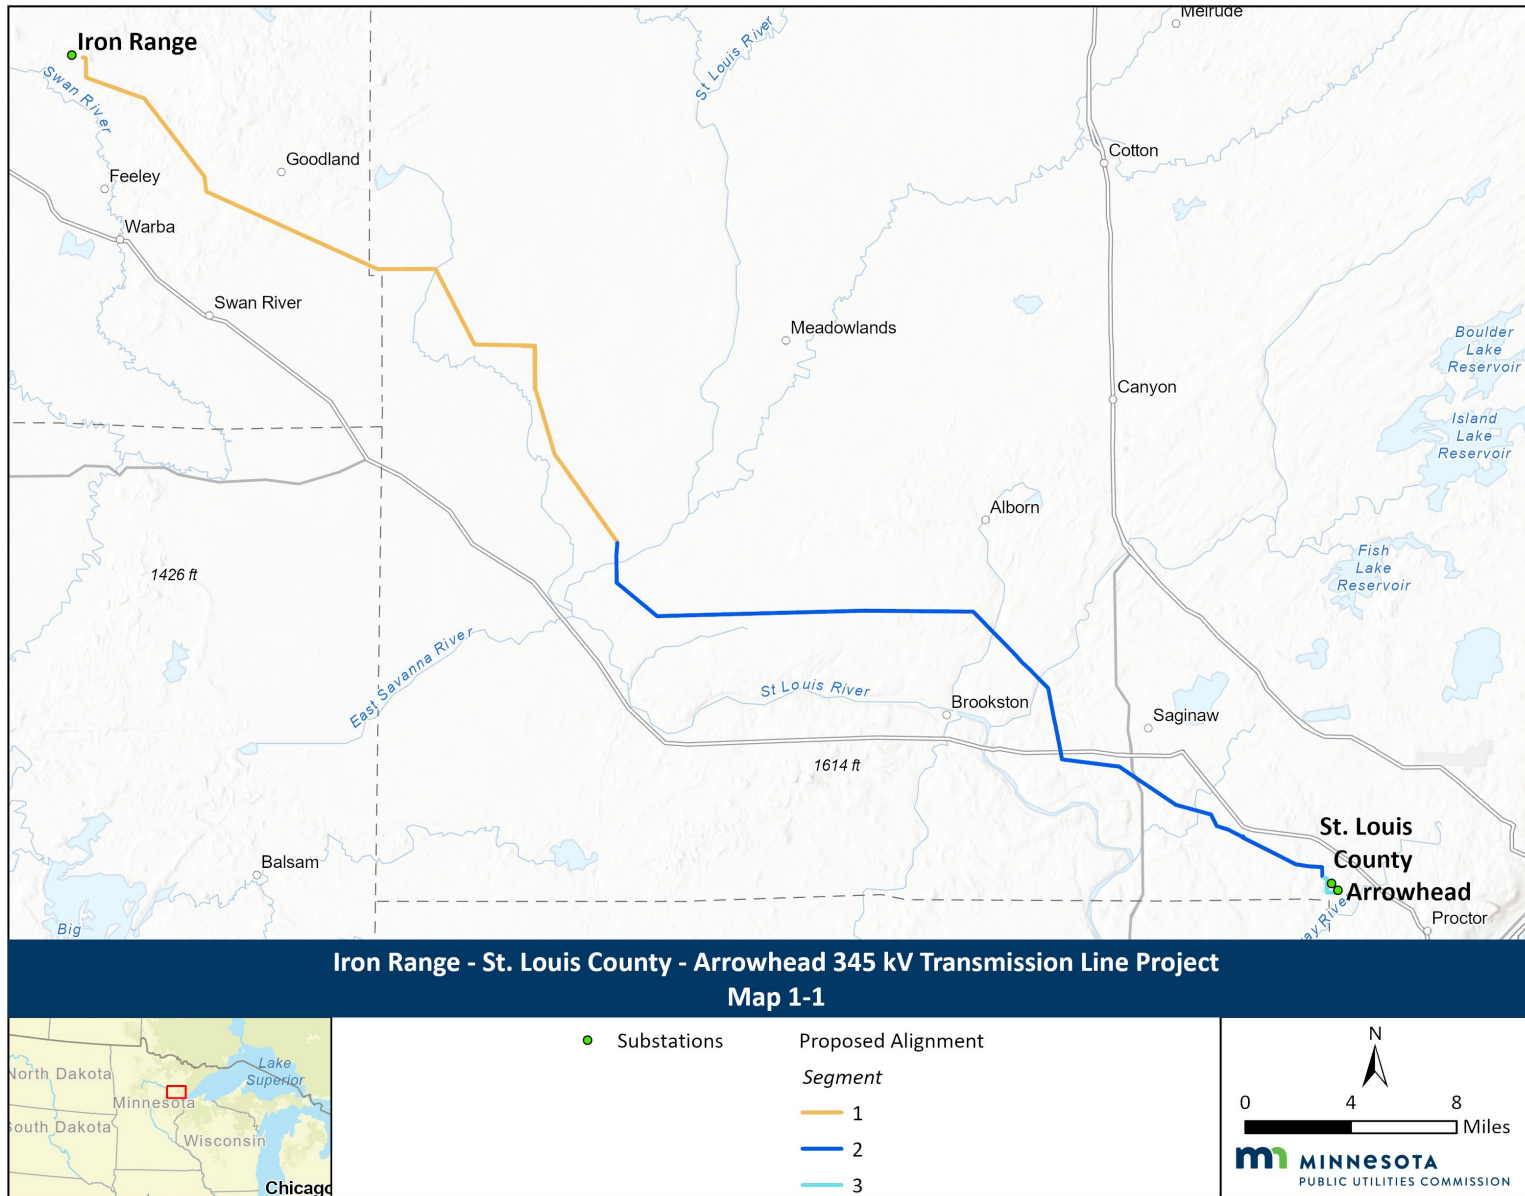 Iron Range
Swan River
St Louis River
Melrude
Goodland
Feeley
Warba
Cotton
Swan River
Meadowlands
Boulder
Lake
Reservoir
Canyon
Island
Lake
Reservoir
Alborn
1426 ft
Fish
Lake
Reservoir
East Savanna River
St Louis River
Brookston
Saginaw
1614 ft
St. Louis
County
Arrowhead
Balsam
Big
ay River
Proctor
Iron Range - St. Louis County - Arrowhead 345 kV Transmission Line Project
Map 1-1
North Dakota
Minnesota
South Dakota
Wisconsin
Lake
Superior
Chicago
Substations
Proposed Alignment
Segment
1
2
3
N
0 4 8
Miles
mn MINNESOTA
PUBLIC UTILITIES COMMISSION